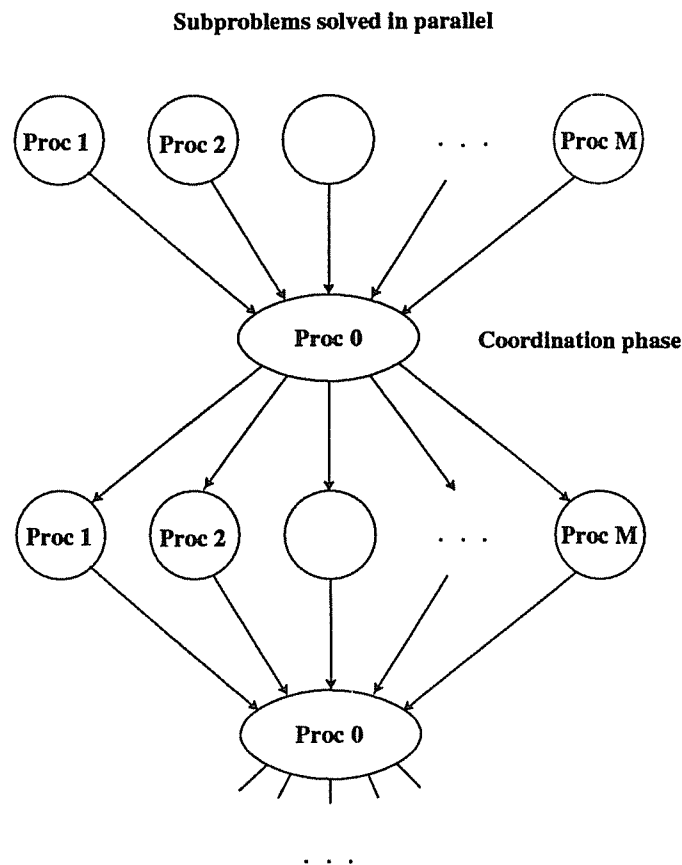 Subproblems solved in parallel
Proc 1
Proc 2
. . .
Proc M
Proc 0
Coordination phase
Proc 1
Proc 2
. . .
Proc M
Proc 0
. . .